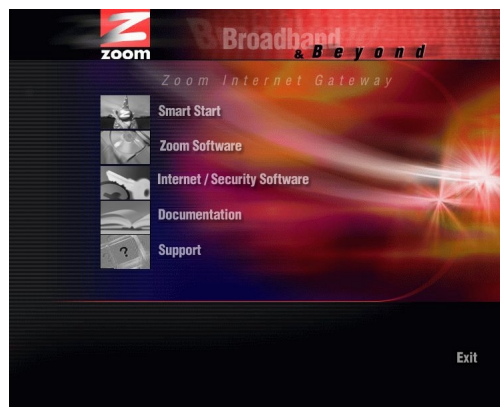 zoom
Broadband
& Beyond
Zoom Internet Gateway
Smart Start
Zoom Software
Internet / Security Software
Documentation
? Support
Exit